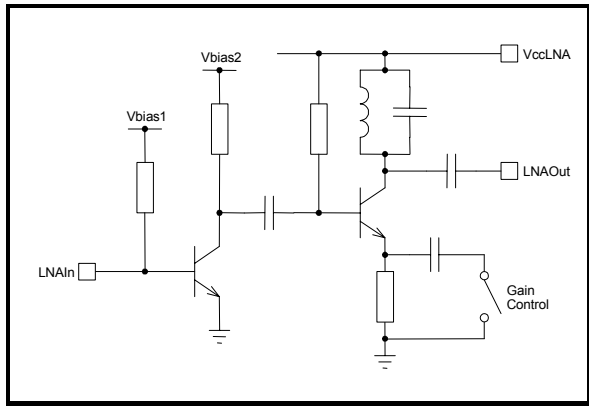 VccLNA
Vbias2
Vbias1
LNAOut
LNAIn
Gain
Control